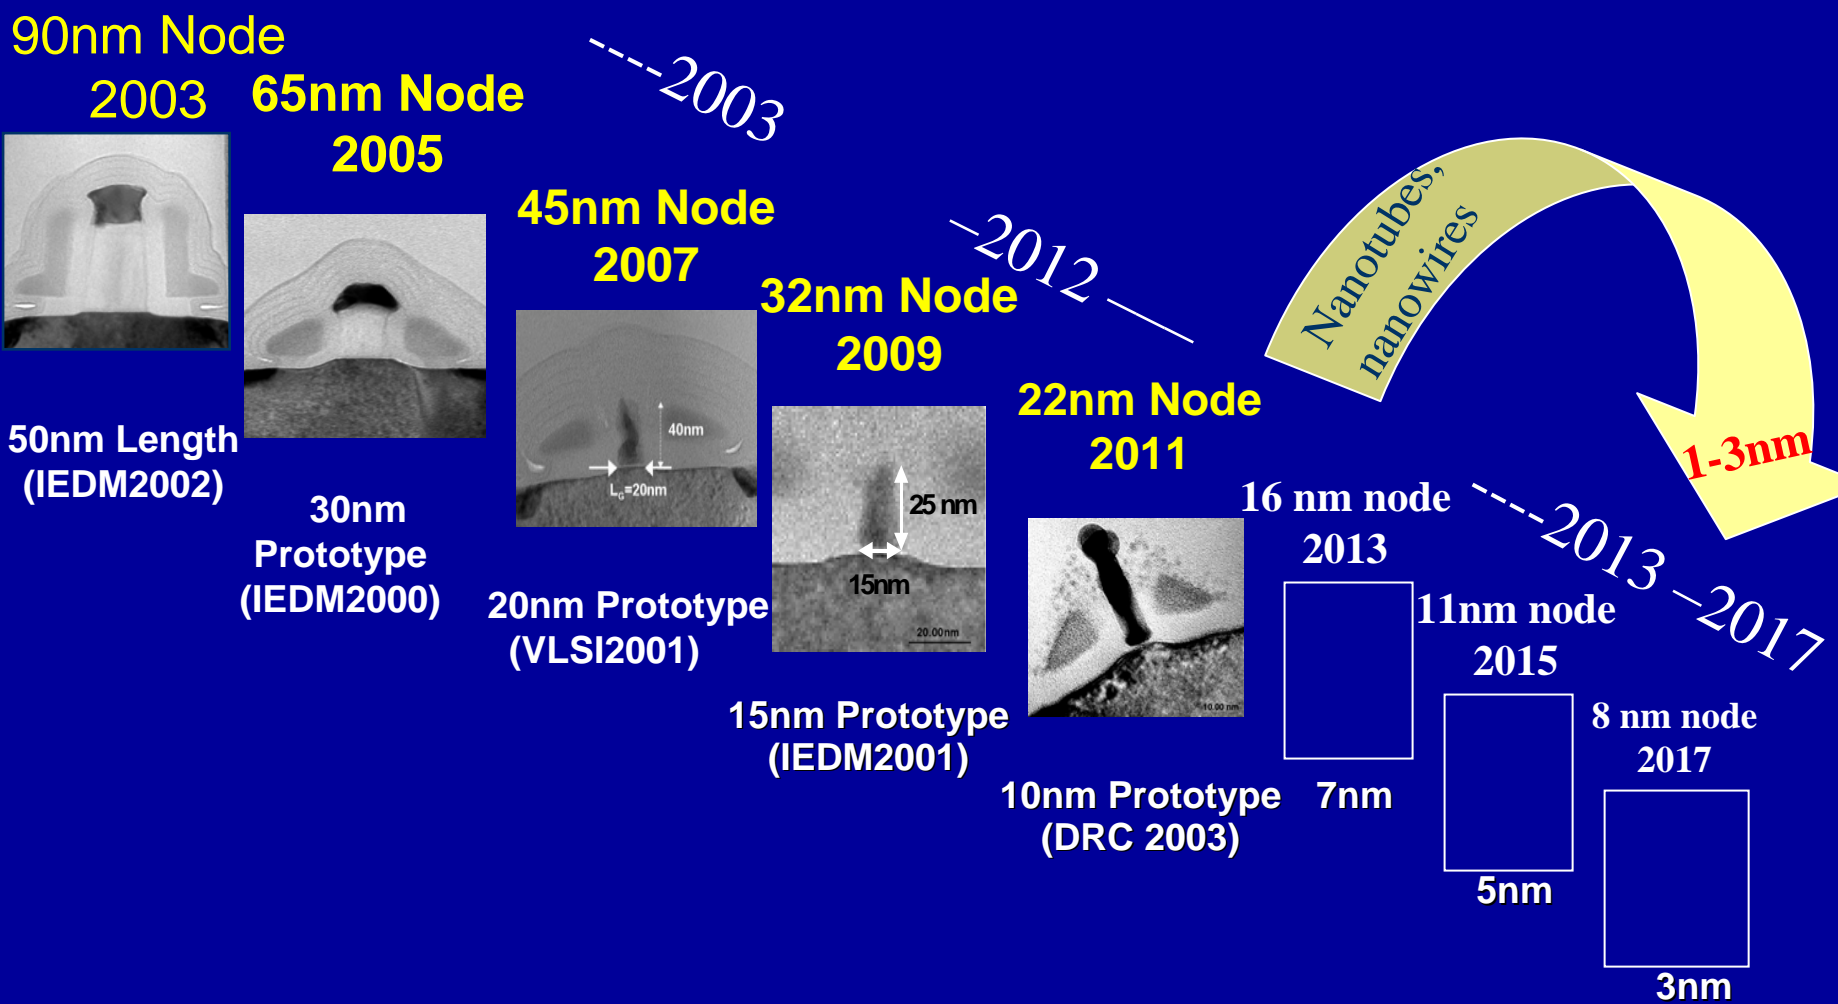 90nm Node
2003
65nm Node
2005
----2003
45nm Node
2007
–2012 ——
32nm Node
2009
22nm Node
2011
Nanotubes,
nanowires
1-3nm
50nm Length
(IEDM2002)
30nm
Prototype
(IEDM2000)
40nm
LG=20nm
20nm Prototype
(VLSI2001)
25 nm
15nm
20.00nm
15nm Prototype
(IEDM2001)
10.00 nm
10nm Prototype
(DRC 2003)
16 nm node
2013
7nm
----2013 –2017
11nm node
2015
5nm
8 nm node
2017
3nm